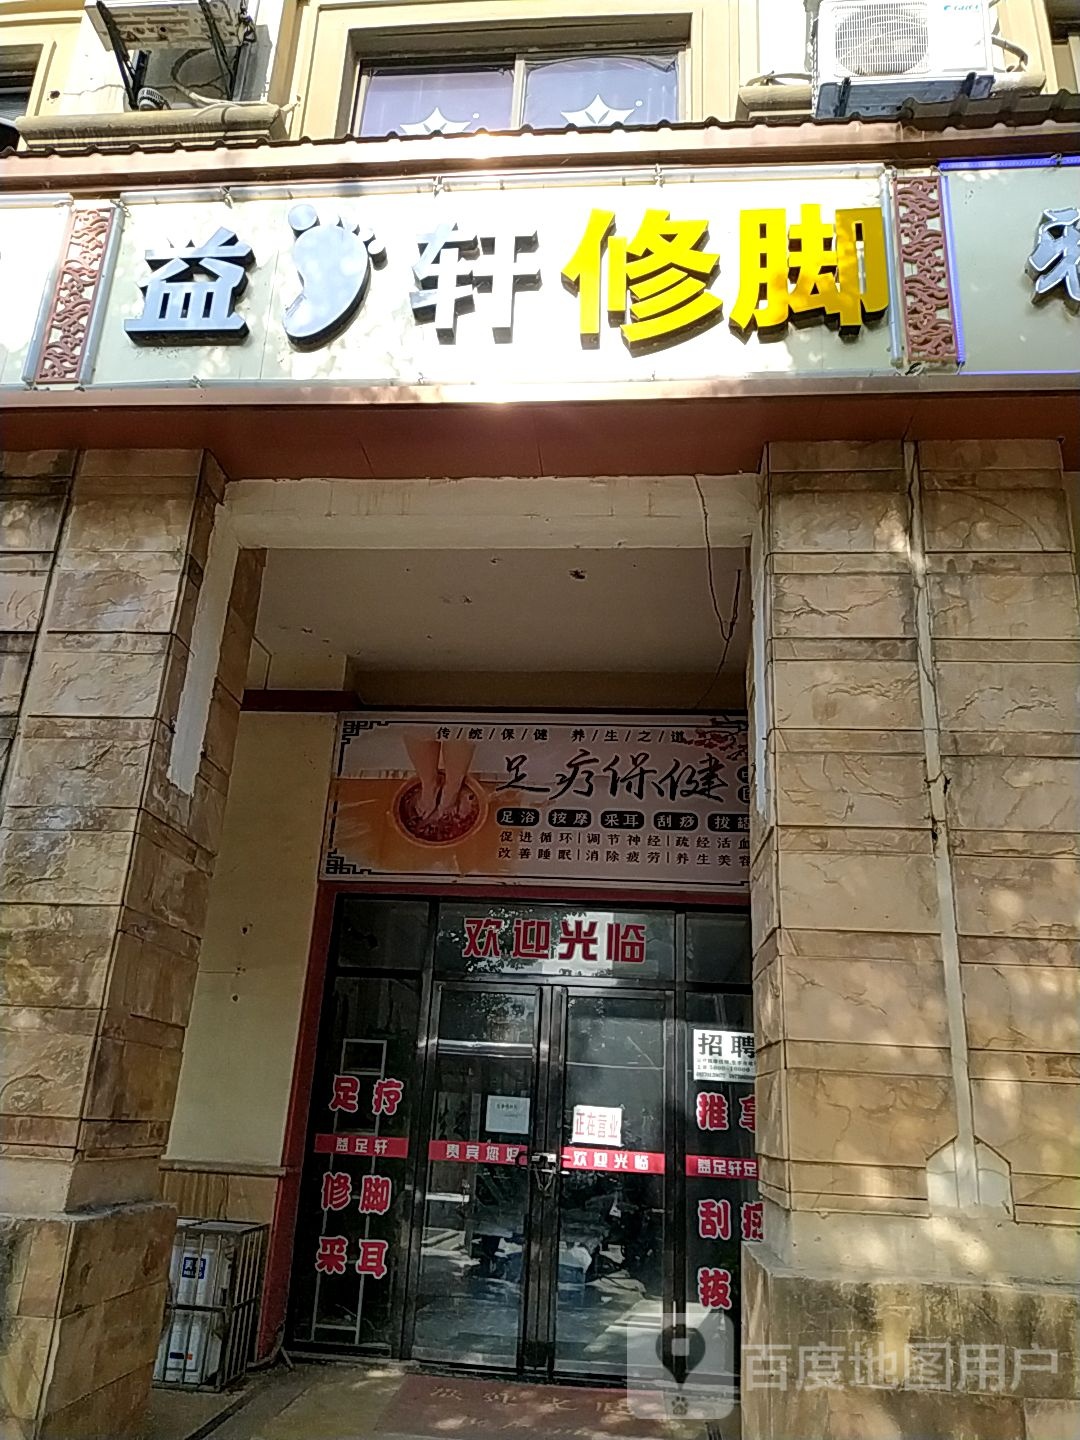 益 轩 修脚
传/统/保/健 养/生/之/道
足疗保健
足浴 按摩 采耳 刮痧 拔罐
促进循环|调节神经|疏经活血
改善睡眠|消除疲劳|养生美容
欢迎光临
招聘
正在营业
足疗
益足轩
修脚
采耳
贵宾您好
欢迎光临
推拿
益足轩足
刮痧
拔
百度地图用户